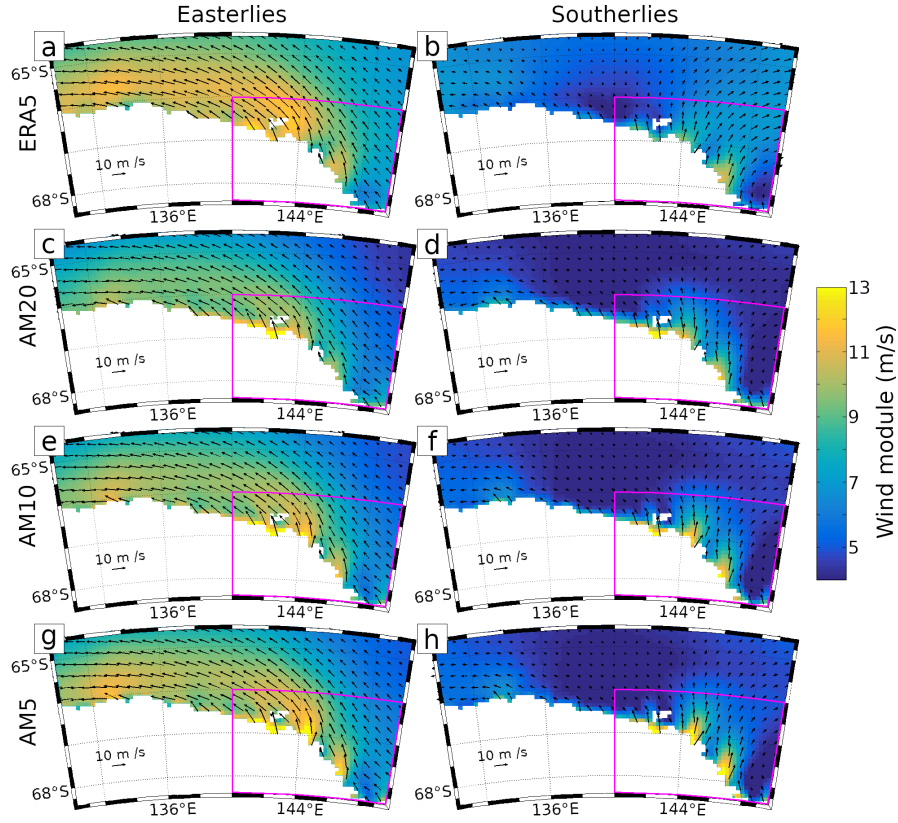 Easterlies Southerlies
a b
65°S
ERA5
10 m /s 10 m /s
68°S 68°S
136°E 144°E 136°E 144°E
c d
65°S 65°S
AM20
10 m /s 10 m /s
68°S 68°S
136°E 144°E 136°E 144°E
e f
65°S 65°S
AM10
10 m /s 10 m /s
68°S 68°S
136°E 144°E 136°E 144°E
g h
65°S 65°S
AM5
10 m /s 10 m /s
68°S 68°S
136°E 144°E 136°E 144°E
13
11
9
7
5
Wind module (m/s)